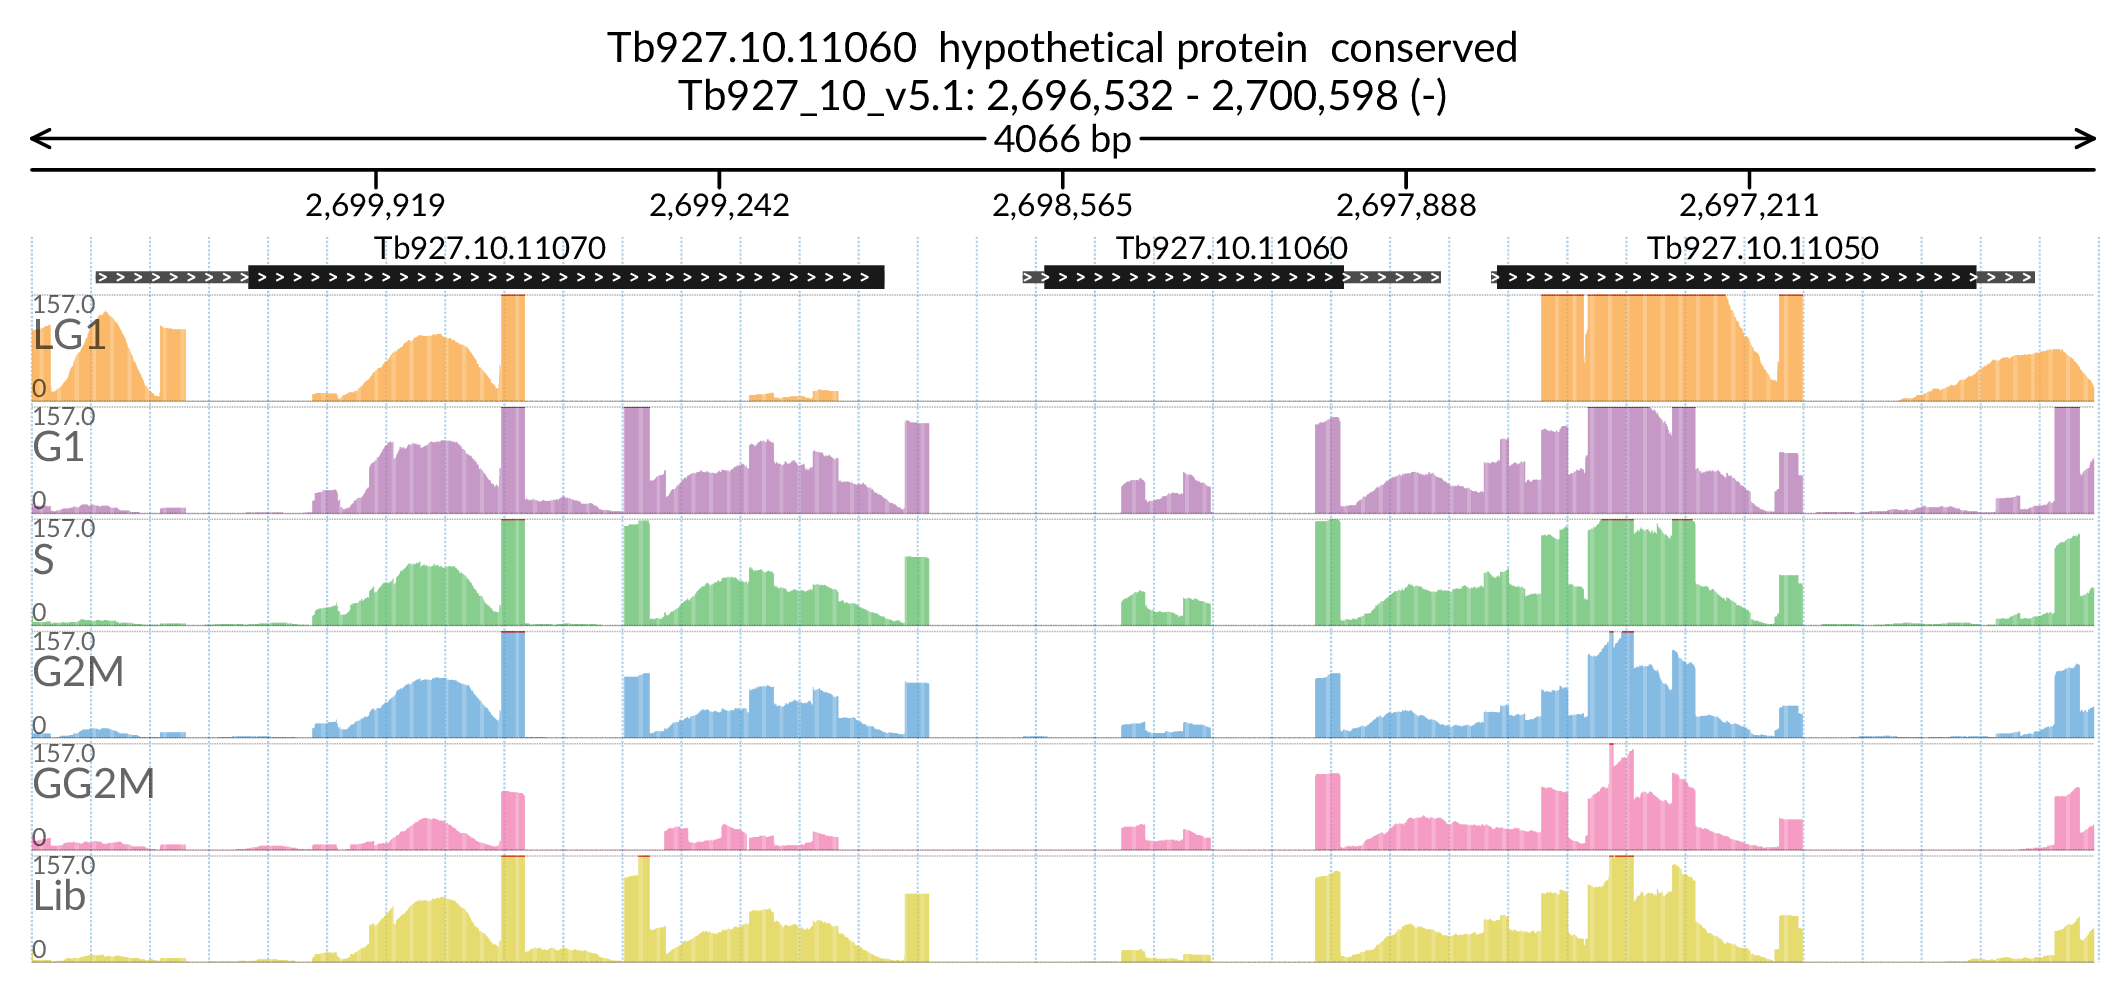 Tb927.10.11060  hypothetical protein  conserved
Tb927_10_v5.1: 2,696,532 - 2,700,598 (-)
4066 bp
2,699,919 2,699,242 2,698,565 2,697,888 2,697,211
Tb927.10.11070 Tb927.10.11060 Tb927.10.11050
157.0
LG1
0
157.0
G1
0
157.0
S
0
157.0
G2M
0
157.0
GG2M
0
157.0
Lib
0